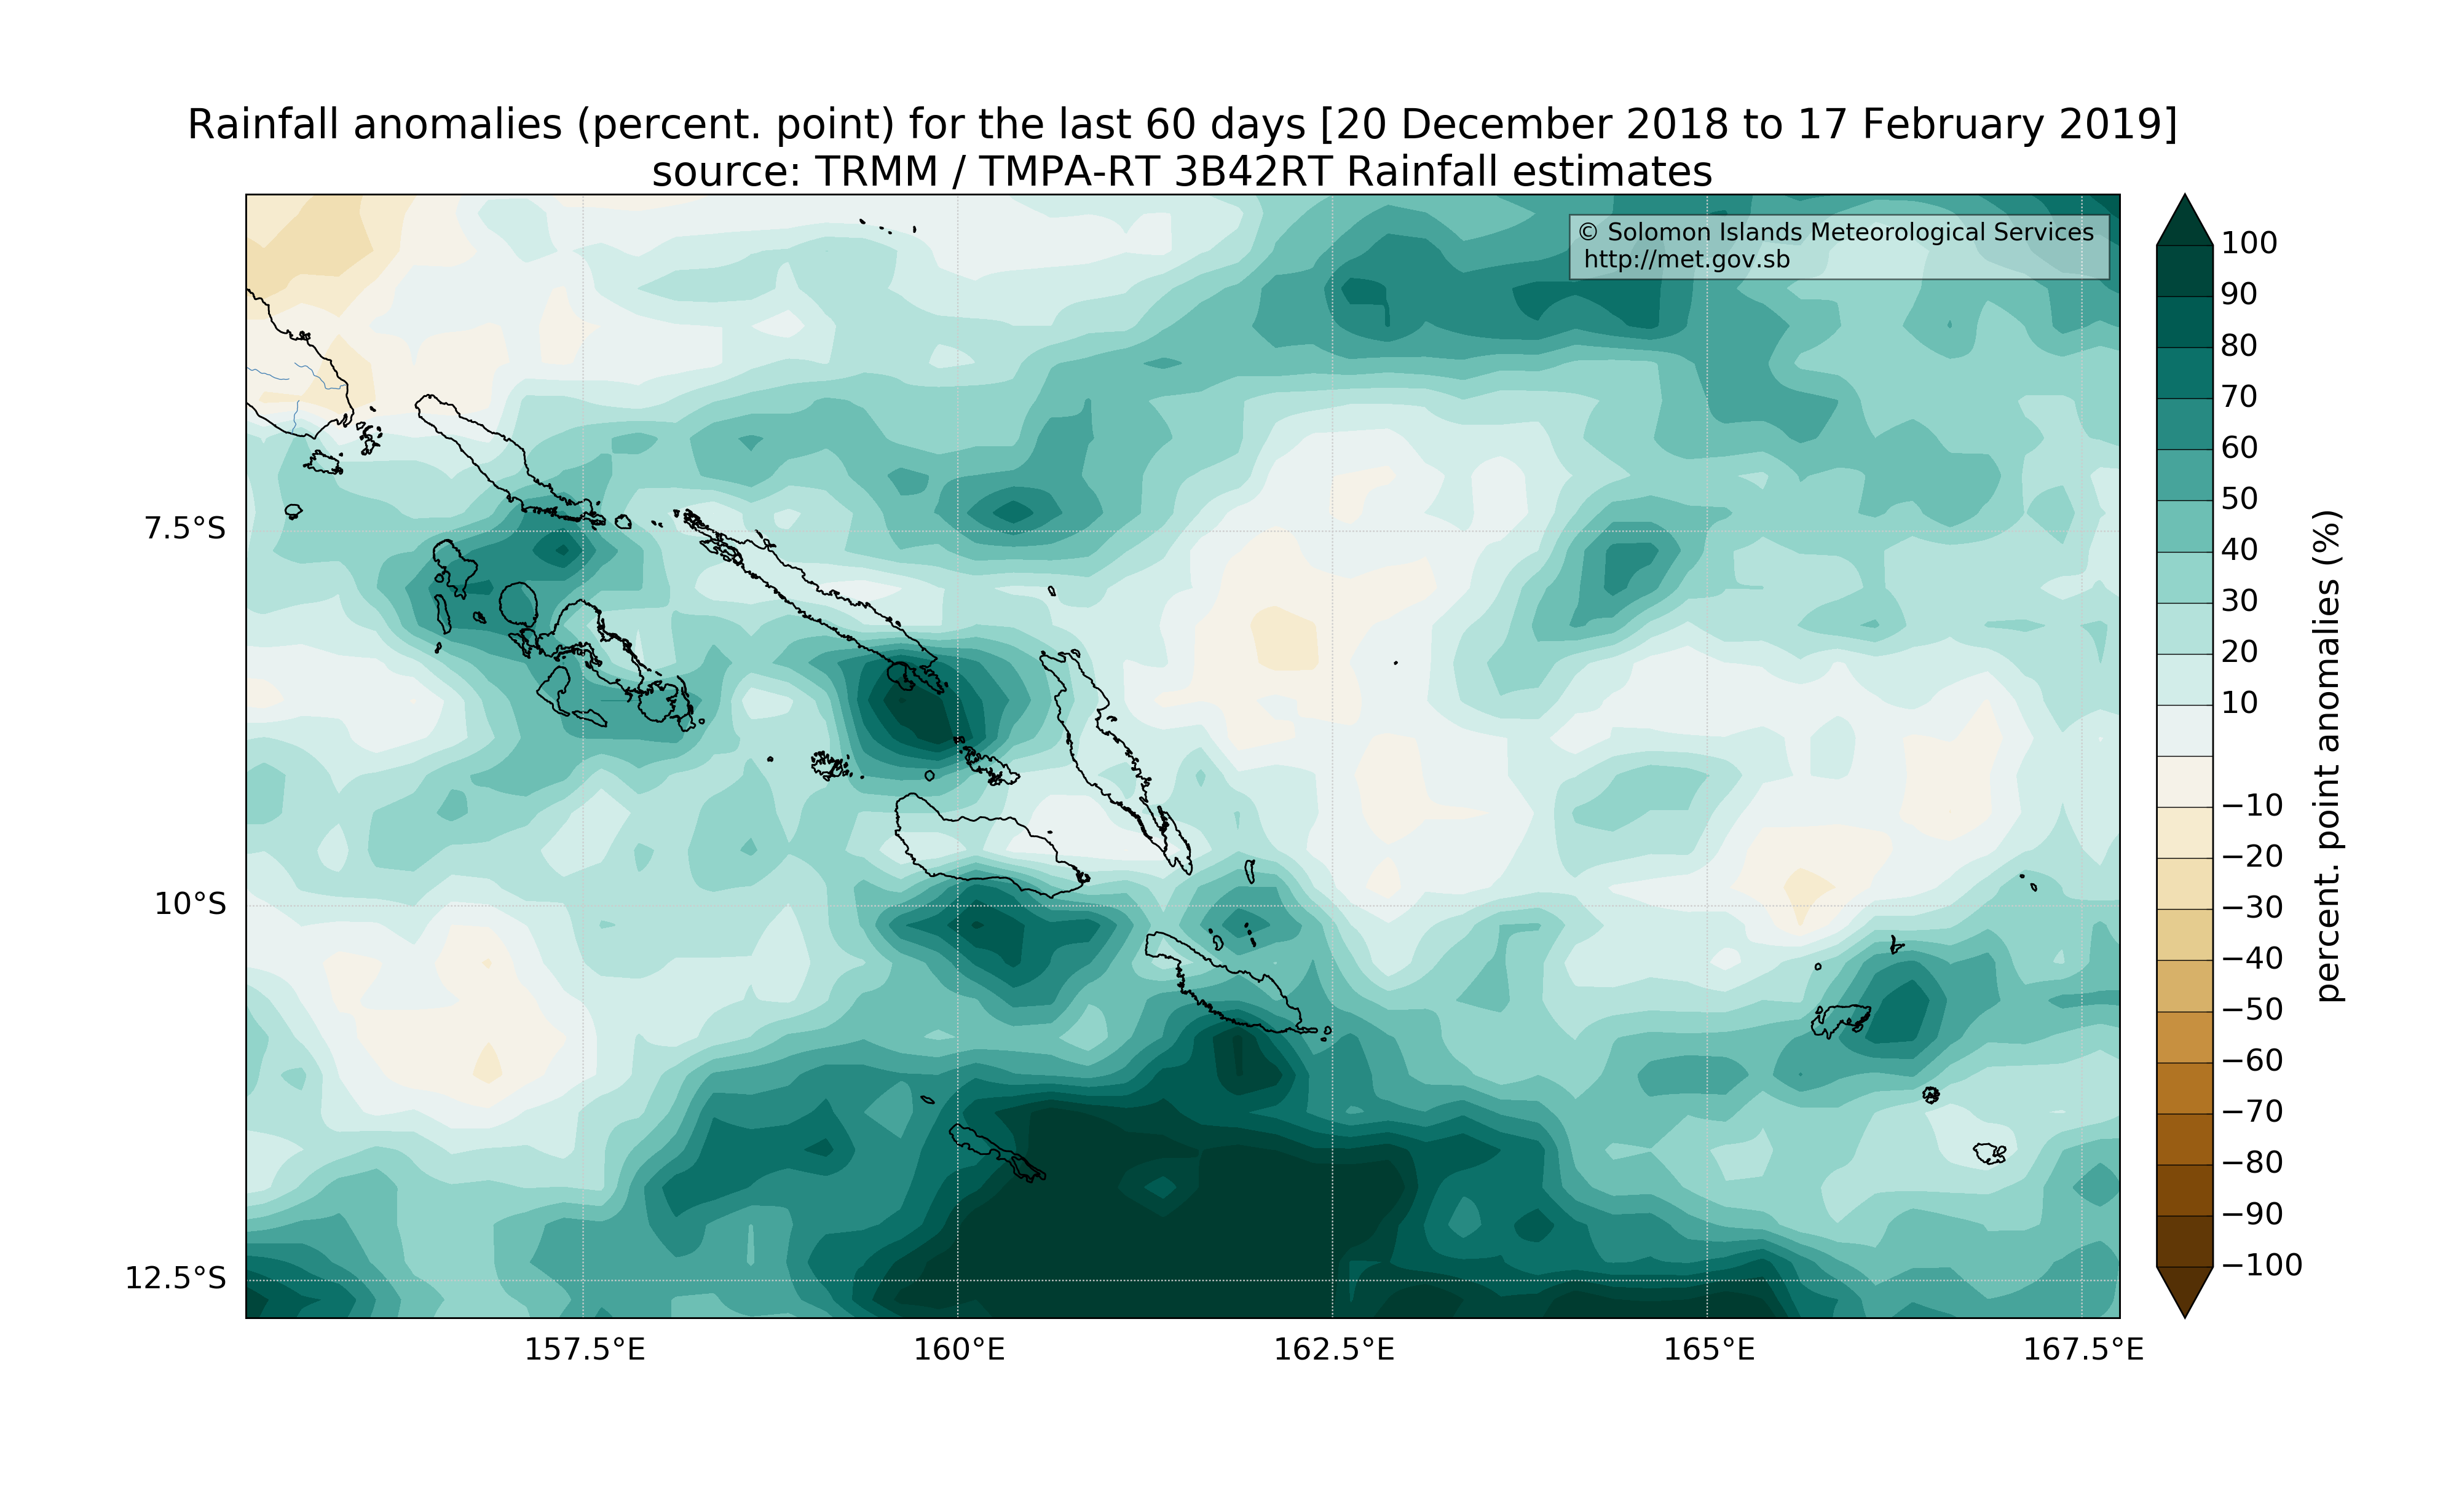 Rainfall anomalies (percent. point) for the last 60 days [20 December 2018 to 17 February 2019]
source: TRMM / TMPA-RT 3B42RT Rainfall estimates
© Solomon Islands Meteorological Services
http://met.gov.sb
7.5°S
10°S
12.5°S
157.5°E
160°E
162.5°E
165°E
167.5°E
100
90
80
70
60
50
40
30
20
10
−10
−20
−30
−40
−50
−60
−70
−80
−90
−100
percent. point anomalies (%)